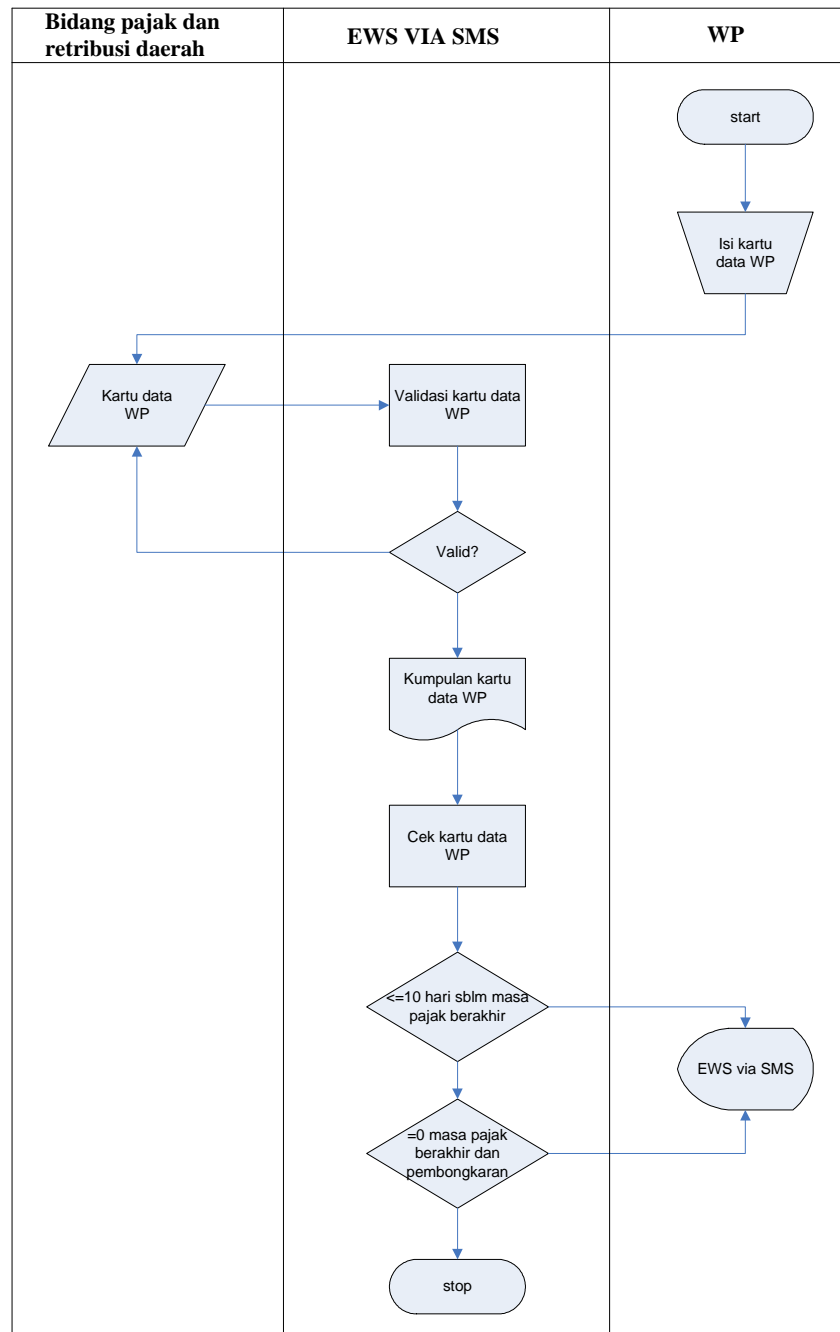 Bidang pajak dan
retribusi daerah
EWS VIA SMS
WP
start
Isi kartu
data WP
Kartu data
WP
Validasi kartu data
WP
Valid?
Kumpulan kartu
data WP
Cek kartu data
WP
<=10 hari sblm masa
pajak berakhir
EWS via SMS
=0 masa pajak
berakhir dan
pembongkaran
stop